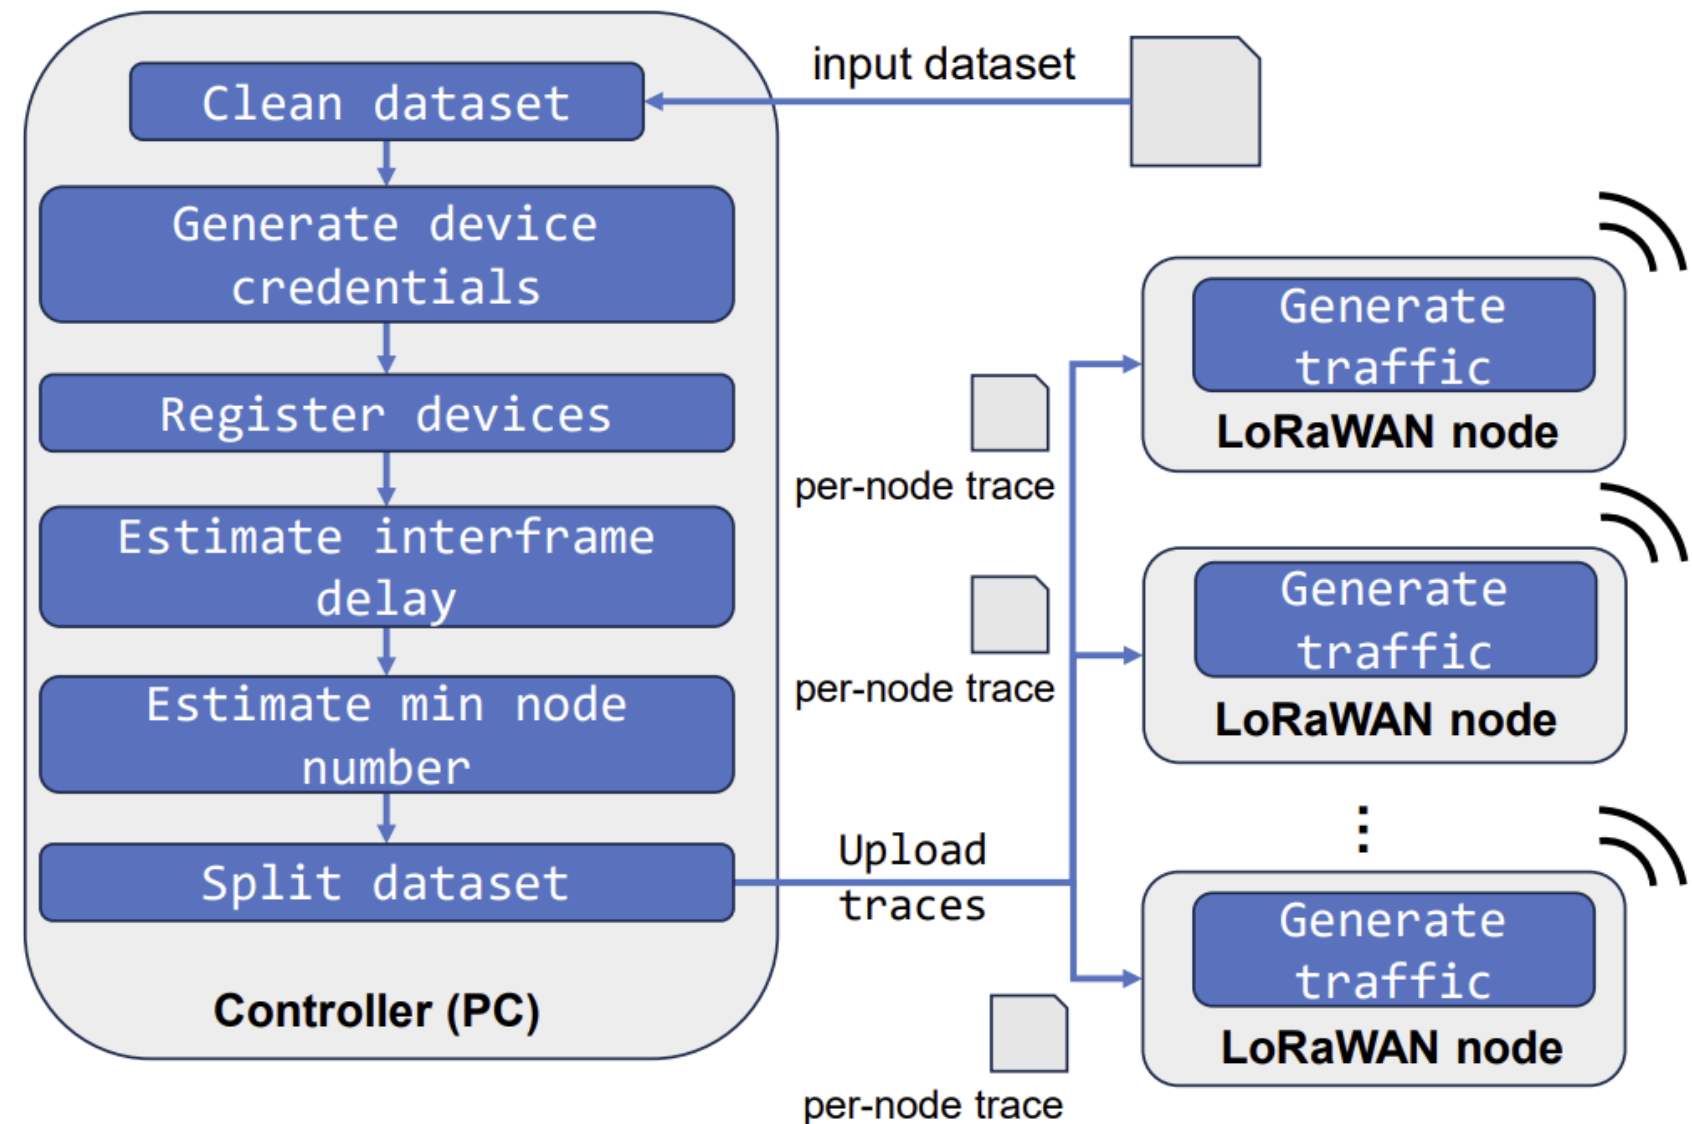 input dataset
Clean dataset
Generate device
credentials
Register devices
Estimate interframe
delay
Estimate min node
number
Split dataset
Controller (PC)
Upload
traces
per-node trace
per-node trace
per-node trace
Generate
traffic
LoRaWAN node
Generate
traffic
LoRaWAN node
⋮
Generate
traffic
LoRaWAN node